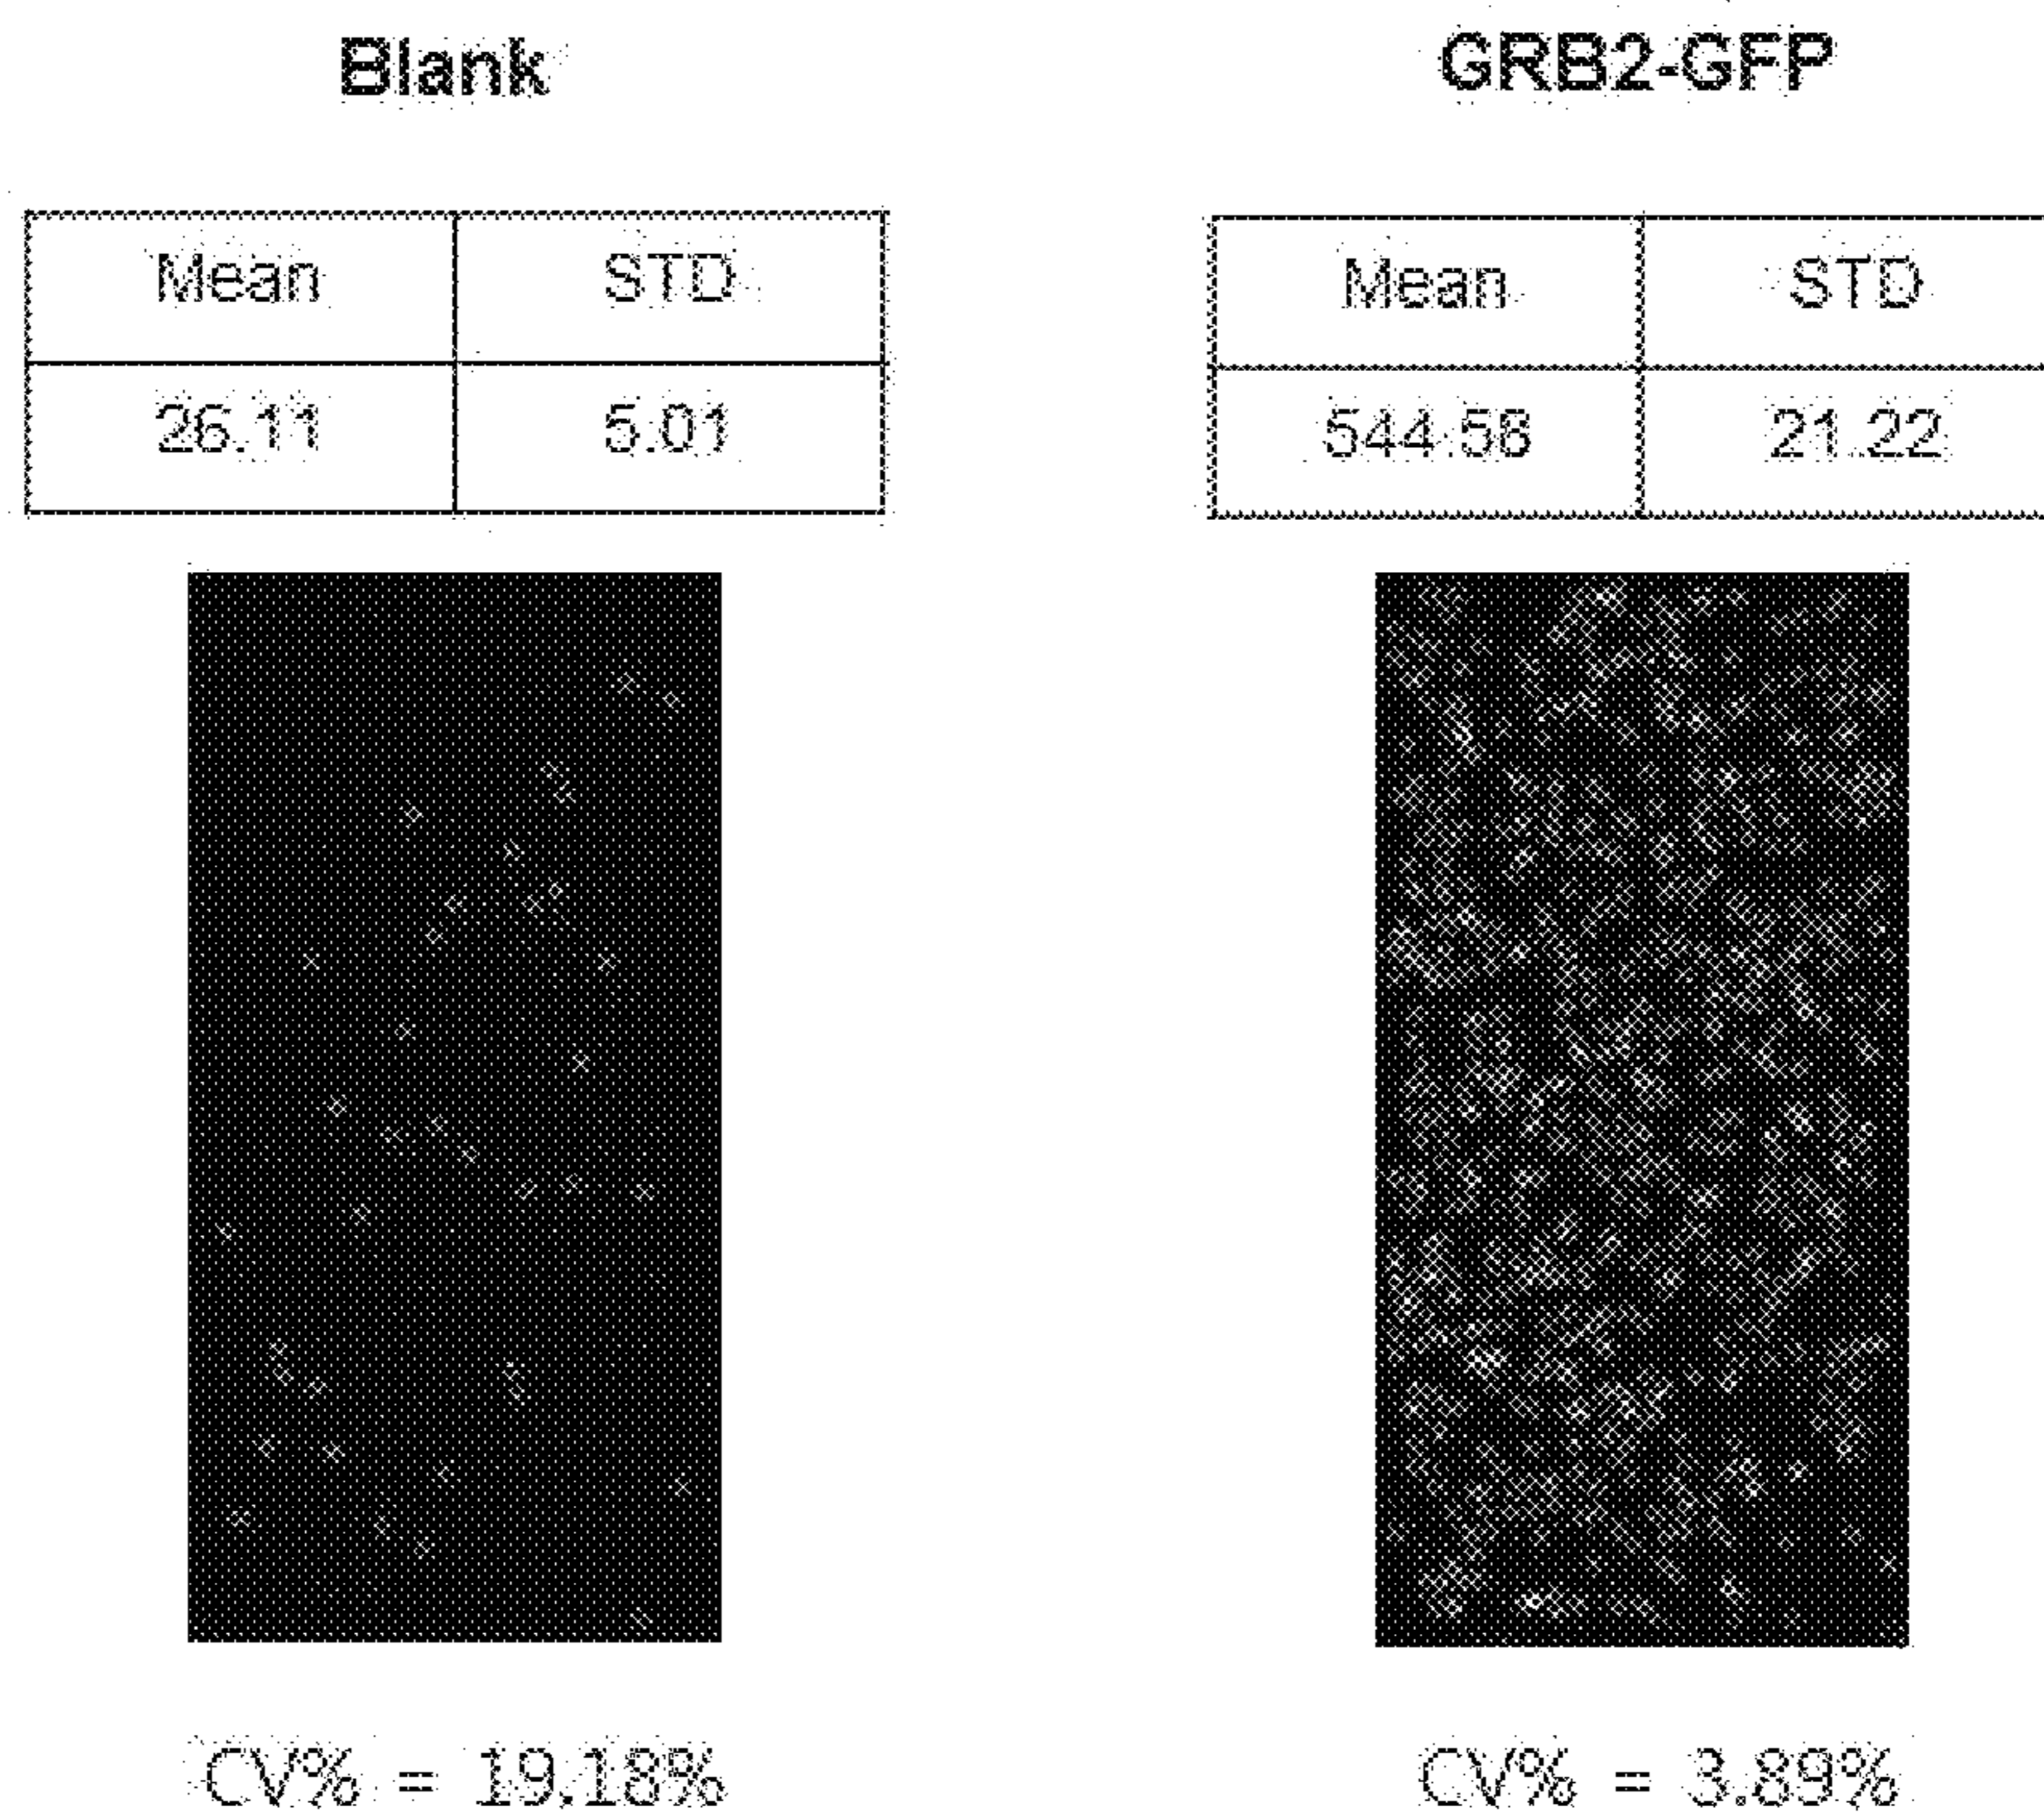 Blank
Mean STD
26.11 5.01
CV% = 19.18%
GRB2-GFP
Mean STD
544.58 21.22
CV% = 3.89%